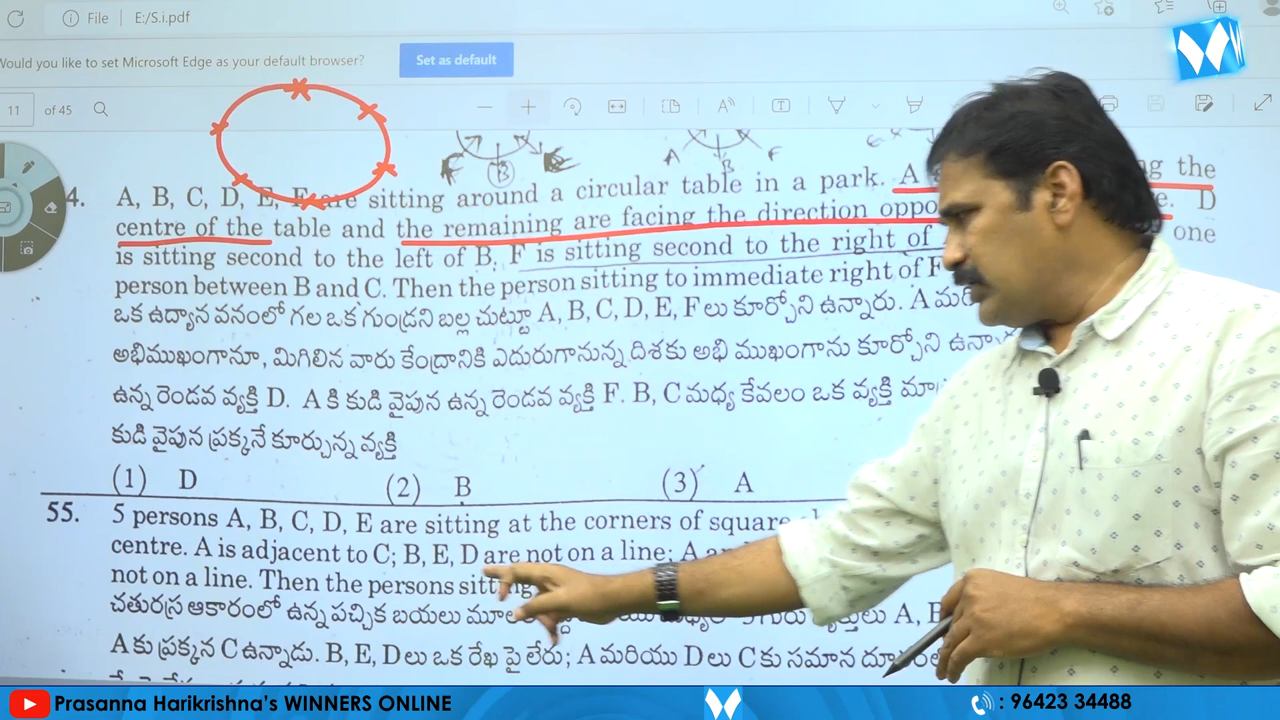 File E:/S.i.pdf
Would you like to set Microsoft Edge as your default browser? Set as default
11 of 45
4. A, B, C, D, E, F are sitting around a circular table in a park. A the
centre of the table and the remaining are facing the direction D
is sitting second to the left of B. F is sitting second to the right of one
person between B and C. Then the person sitting to immediate right of F
ఒక ఉద్యాన వనంలో గల ఒక గుండ్రని బల్ల చుట్టూ A, B, C, D, E, F లు కూర్చోని ఉన్నారు. A
అభిముఖంగానూ, మిగిలిన వారు కేంద్రానికి ఎదురుగానున్న దిశకు అభి ముఖంగాను కూర్చోని
ఉన్న రెండవ వ్యక్తి D. A కి కుడి వైపున ఉన్న రెండవ వ్యక్తి F. B, C మధ్య కేవలం ఒక వ్యక్తి
కుడి వైపున ప్రక్కనే కూర్చున్న వ్యక్తి
(1) D (2) B (3) A
55. 5 persons A, B, C, D, E are sitting at the corners of square
centre. A is adjacent to C; B, E, D are not on a line; A
not on a line. Then the persons
చతురస్ర ఆకారంలో ఉన్న పచ్చిక బయలు A, B
A కు ప్రక్కన C ఉన్నాడు. B, E, D లు ఒక రేఖ పై లేరు; A మరియు D లు C కు సమాన
Prasanna Harikrishna's WINNERS ONLINE : 96423 34488